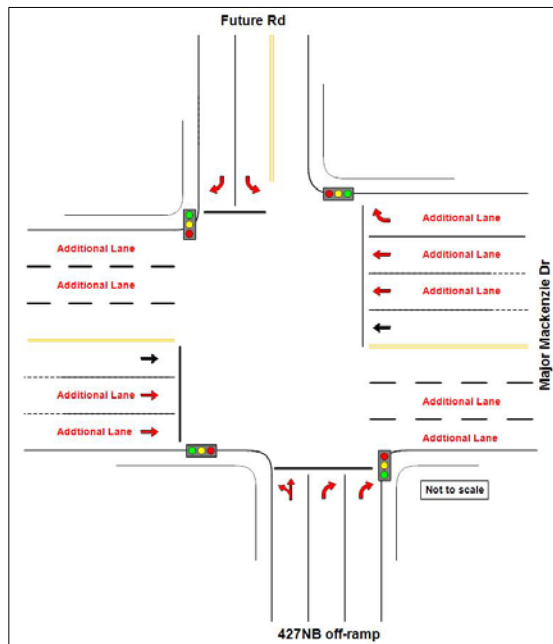 Future Rd
Additional Lane
Additional Lane
Additional Lane
Additional Lane
Additional Lane
Additional Lane
Major Mackenzie Dr
Additional Lane
Additional Lane
Addtional Lane
Not to scale
427NB off-ramp